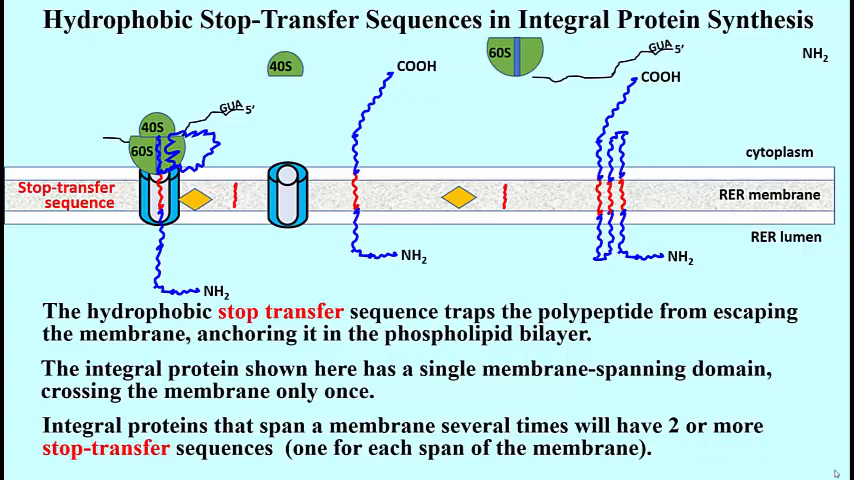 Hydrophobic Stop-Transfer Sequences in Integral Protein Synthesis
40S
60S
GUA 5'
NH2
COOH
COOH
GUA 5'
40S
60S
cytoplasm
Stop-transfer
sequence
RER membrane
RER lumen
NH2
NH2
NH2
The hydrophobic stop transfer sequence traps the polypeptide from escaping
the membrane, anchoring it in the phospholipid bilayer.
The integral protein shown here has a single membrane-spanning domain,
crossing the membrane only once.
Integral proteins that span a membrane several times will have 2 or more
stop-transfer sequences (one for each span of the membrane).